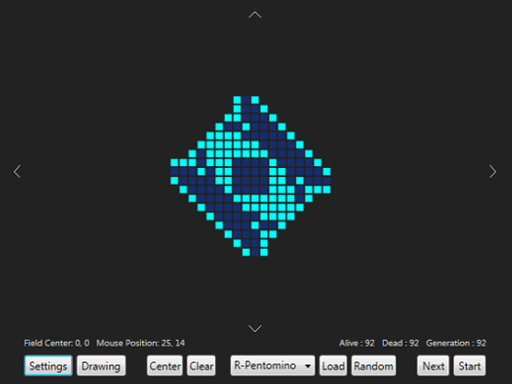 Field Center: 0, 0   Mouse Position: 25, 14   Alive : 92   Dead : 92   Generation : 92
Settings   Drawing   Center   Clear   R-Pentomino   Load   Random   Next   Start